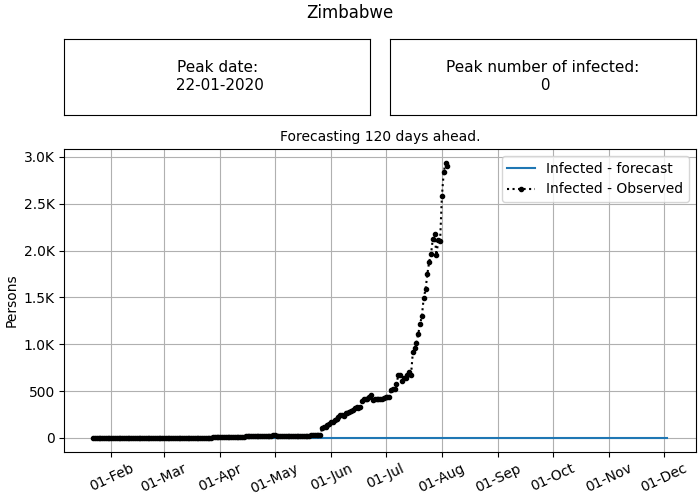 Zimbabwe
Peak date:
22-01-2020
Peak number of infected:
0
Forecasting 120 days ahead.
Infected - forecast
Infected - Observed
3.0K
2.5K
2.0K
1.5K
1.0K
500
0
Persons
01-Feb
01-Mar
01-Apr
01-May
01-Jun
01-Jul
01-Aug
01-Sep
01-Oct
01-Nov
01-Dec